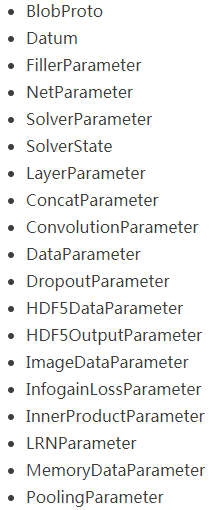 • BlobProto
• Datum
• FillerParameter
• NetParameter
• SolverParameter
• SolverState
• LayerParameter
• ConcatParameter
• ConvolutionParameter
• DataParameter
• DropoutParameter
• HDF5DataParameter
• HDF5OutputParameter
• ImageDataParameter
• InfogainLossParameter
• InnerProductParameter
• LRNParameter
• MemoryDataParameter
• PoolingParameter